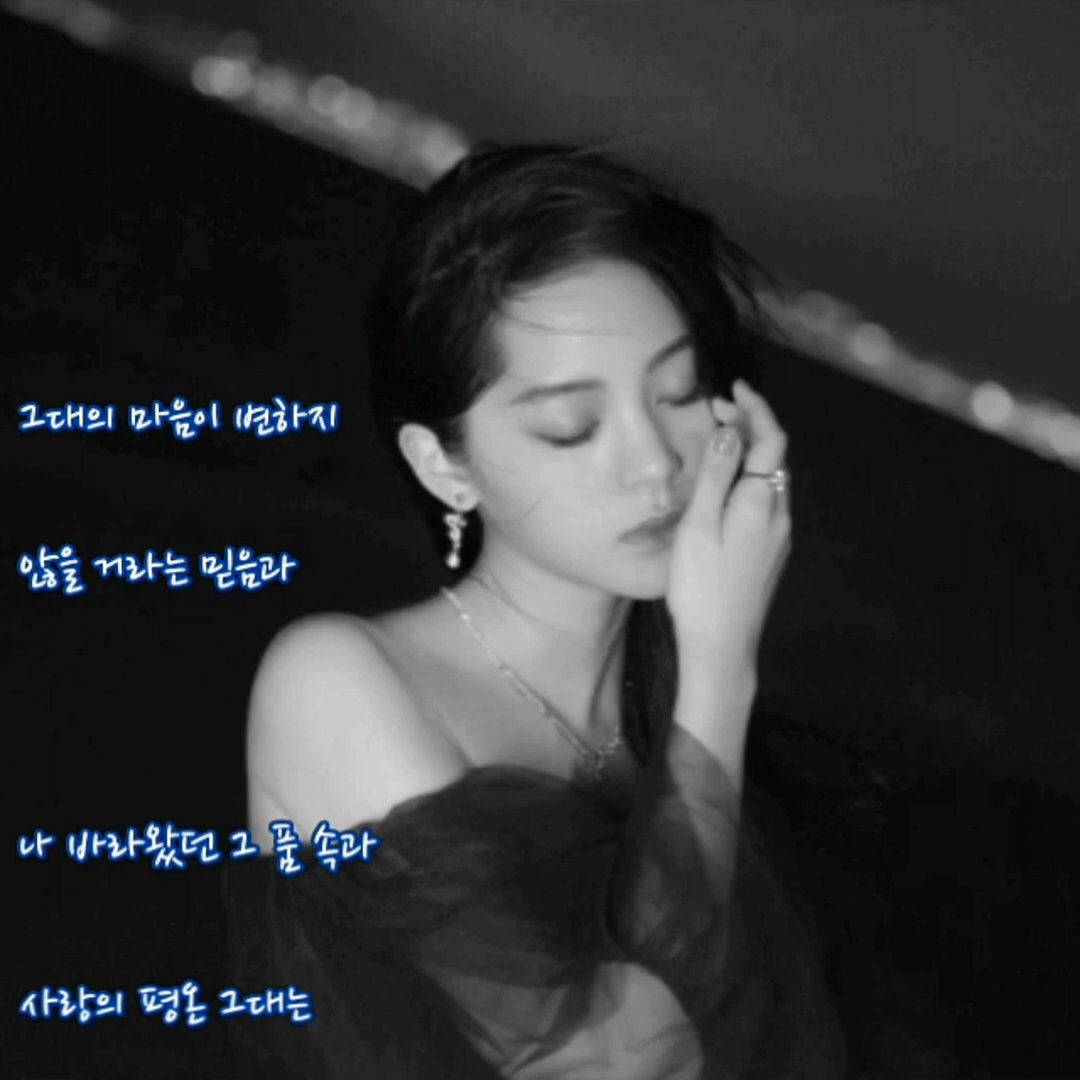 그대의 마음이 변하지
않을 거라는 믿음과
나 바라왔던 그 품 속과
사랑의 평온 그대는